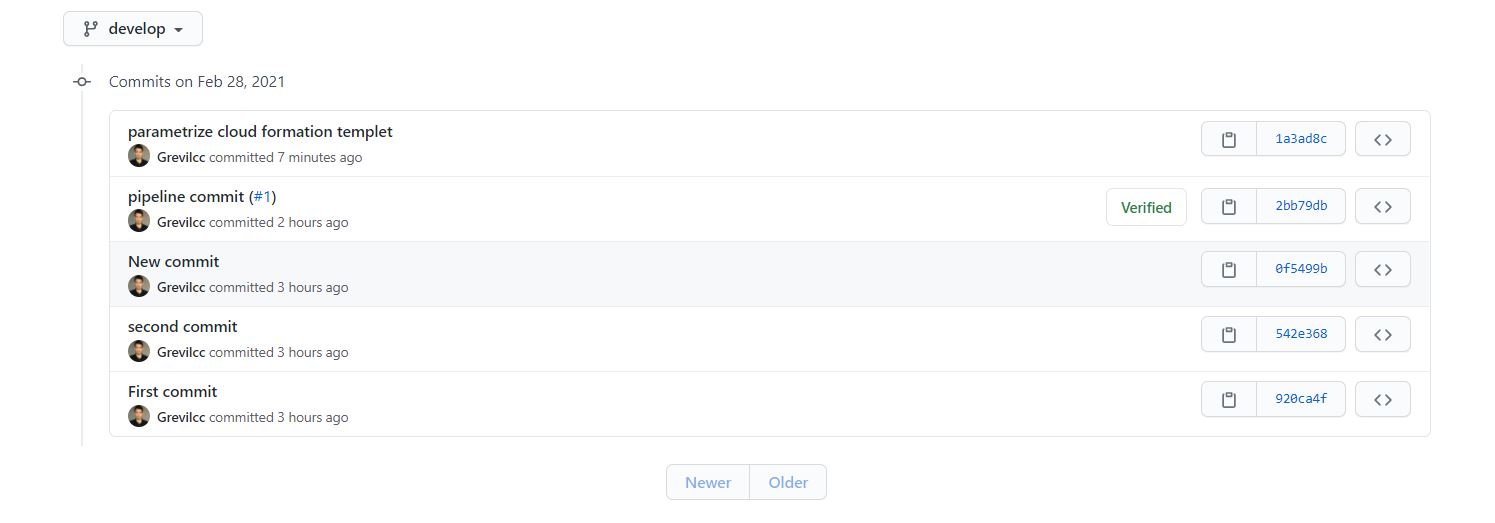 develop
Commits on Feb 28, 2021
parametrize cloud formation templet
Grevilcc committed 7 minutes ago
1a3ad8c
pipeline commit (#1)
Grevilcc committed 2 hours ago
Verified
2bb79db
New commit
Grevilcc committed 3 hours ago
0f5499b
second commit
Grevilcc committed 3 hours ago
542e368
First commit
Grevilcc committed 3 hours ago
920ca4f
Newer
Older